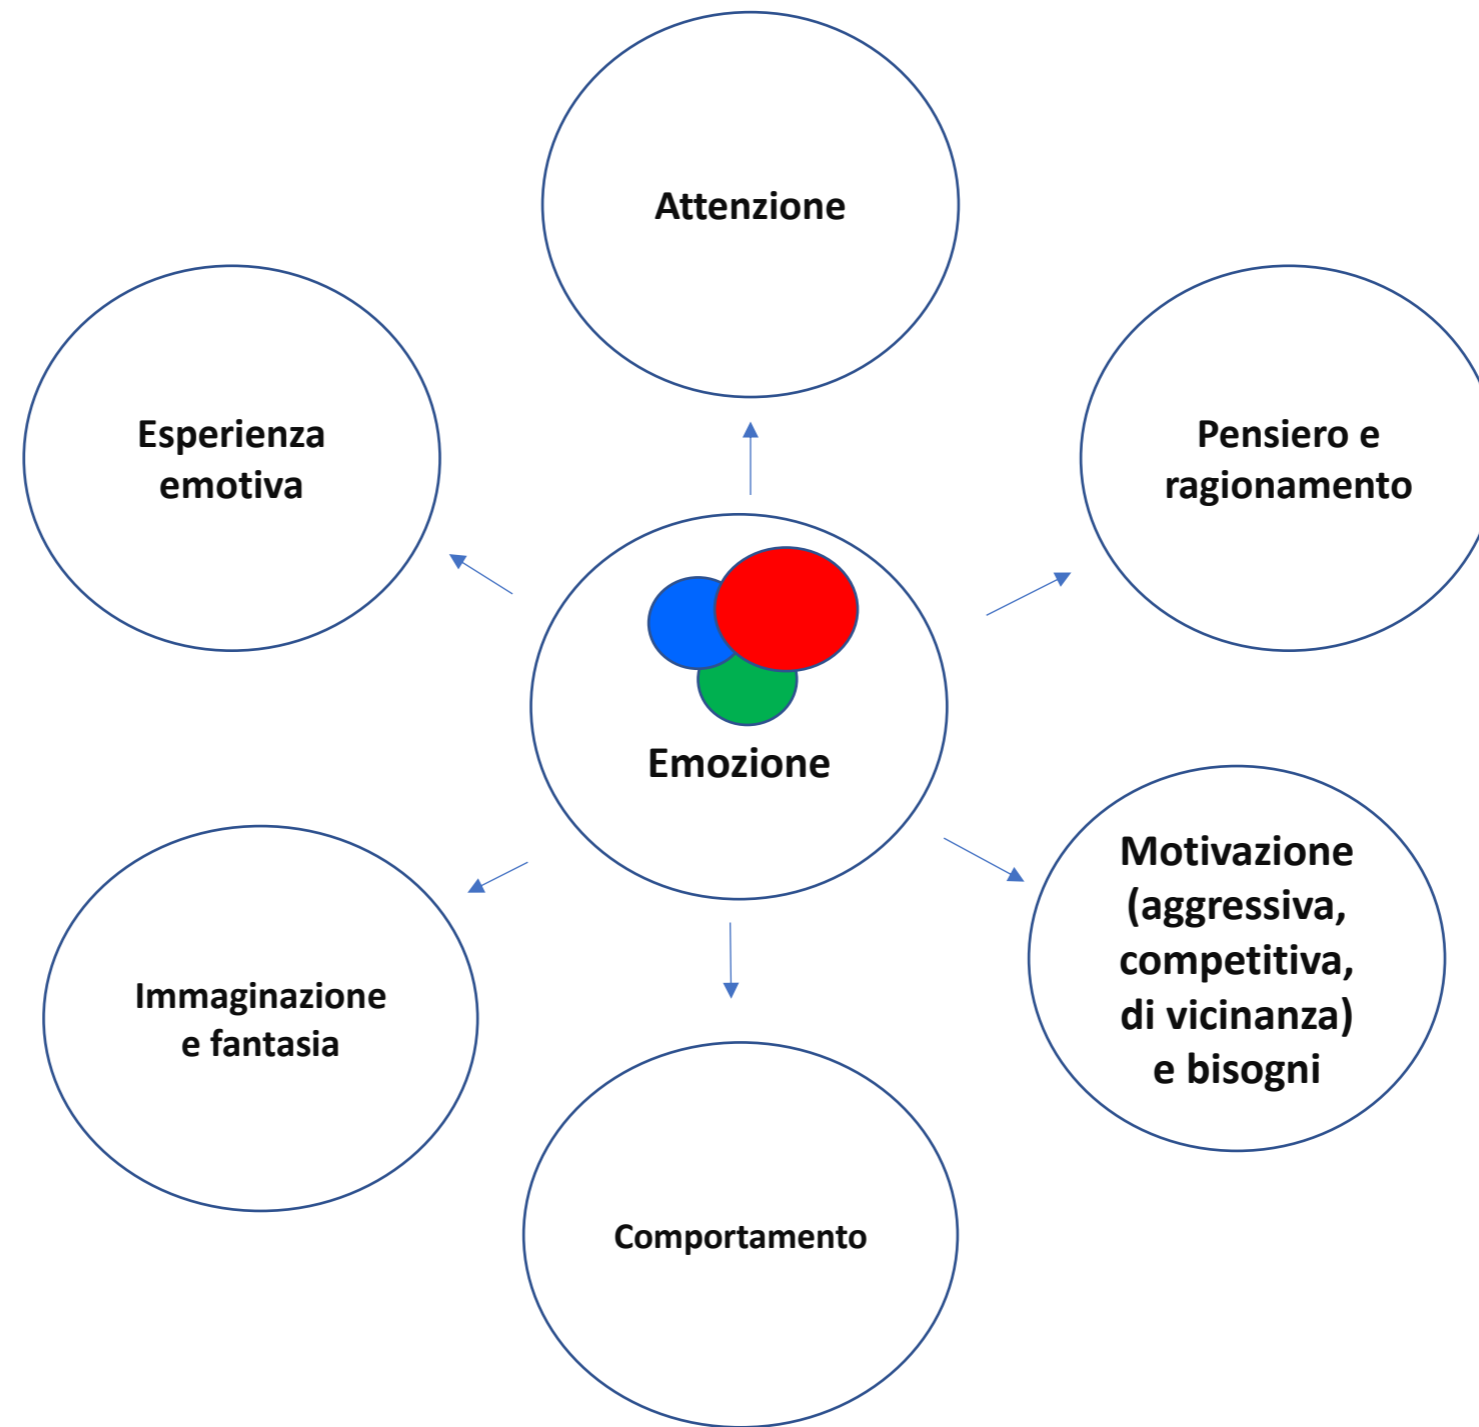 Attenzione
Esperienza
emotiva
Pensiero e
ragionamento
Emozione
Motivazione
(aggressiva,
competitiva,
di vicinanza)
e bisogni
Immaginazione
e fantasia
Comportamento